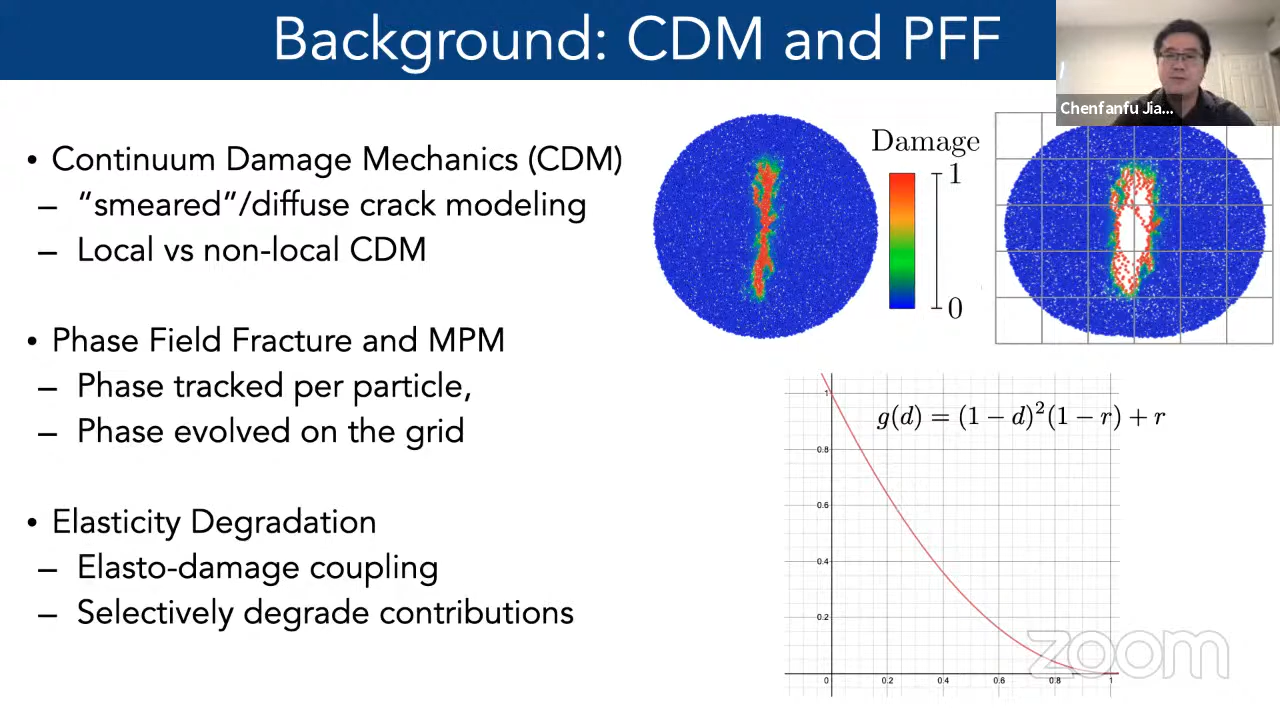 Background: CDM and PFF
Chenfanfu Jia...
• Continuum Damage Mechanics (CDM)
– “smeared”/diffuse crack modeling
– Local vs non-local CDM
• Phase Field Fracture and MPM
– Phase tracked per particle,
– Phase evolved on the grid
• Elasticity Degradation
– Elasto-damage coupling
– Selectively degrade contributions
Damage
1
0
g(d) = (1 − d)²(1 − r) + r
1
0.8
0.6
0.4
0.2
0 0.2 0.4 0.6 0.8 1
zoom